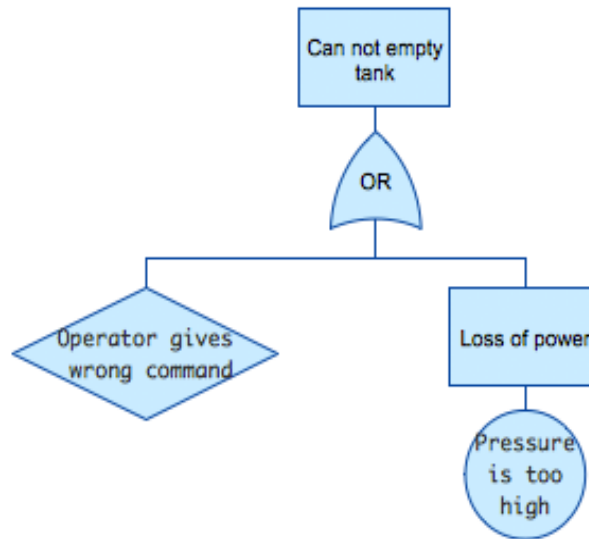 Can not empty
tank
OR
Operator gives
wrong command
Loss of power
Pressure
is too
high